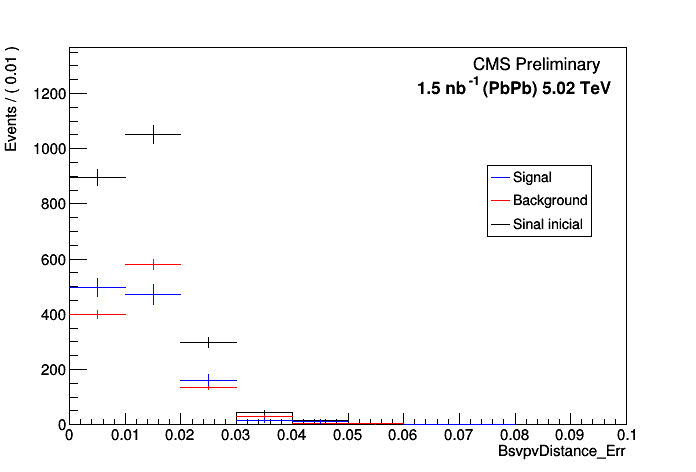 CMS Preliminary
1.5 nb-1 (PbPb) 5.02 TeV
Events / ( 0.01 )
1200
1000
800
600
400
200
0
Signal
Background
Sinal inicial
0 0.01 0.02 0.03 0.04 0.05 0.06 0.07 0.08 0.09 0.1
BsvpvDistance_Err